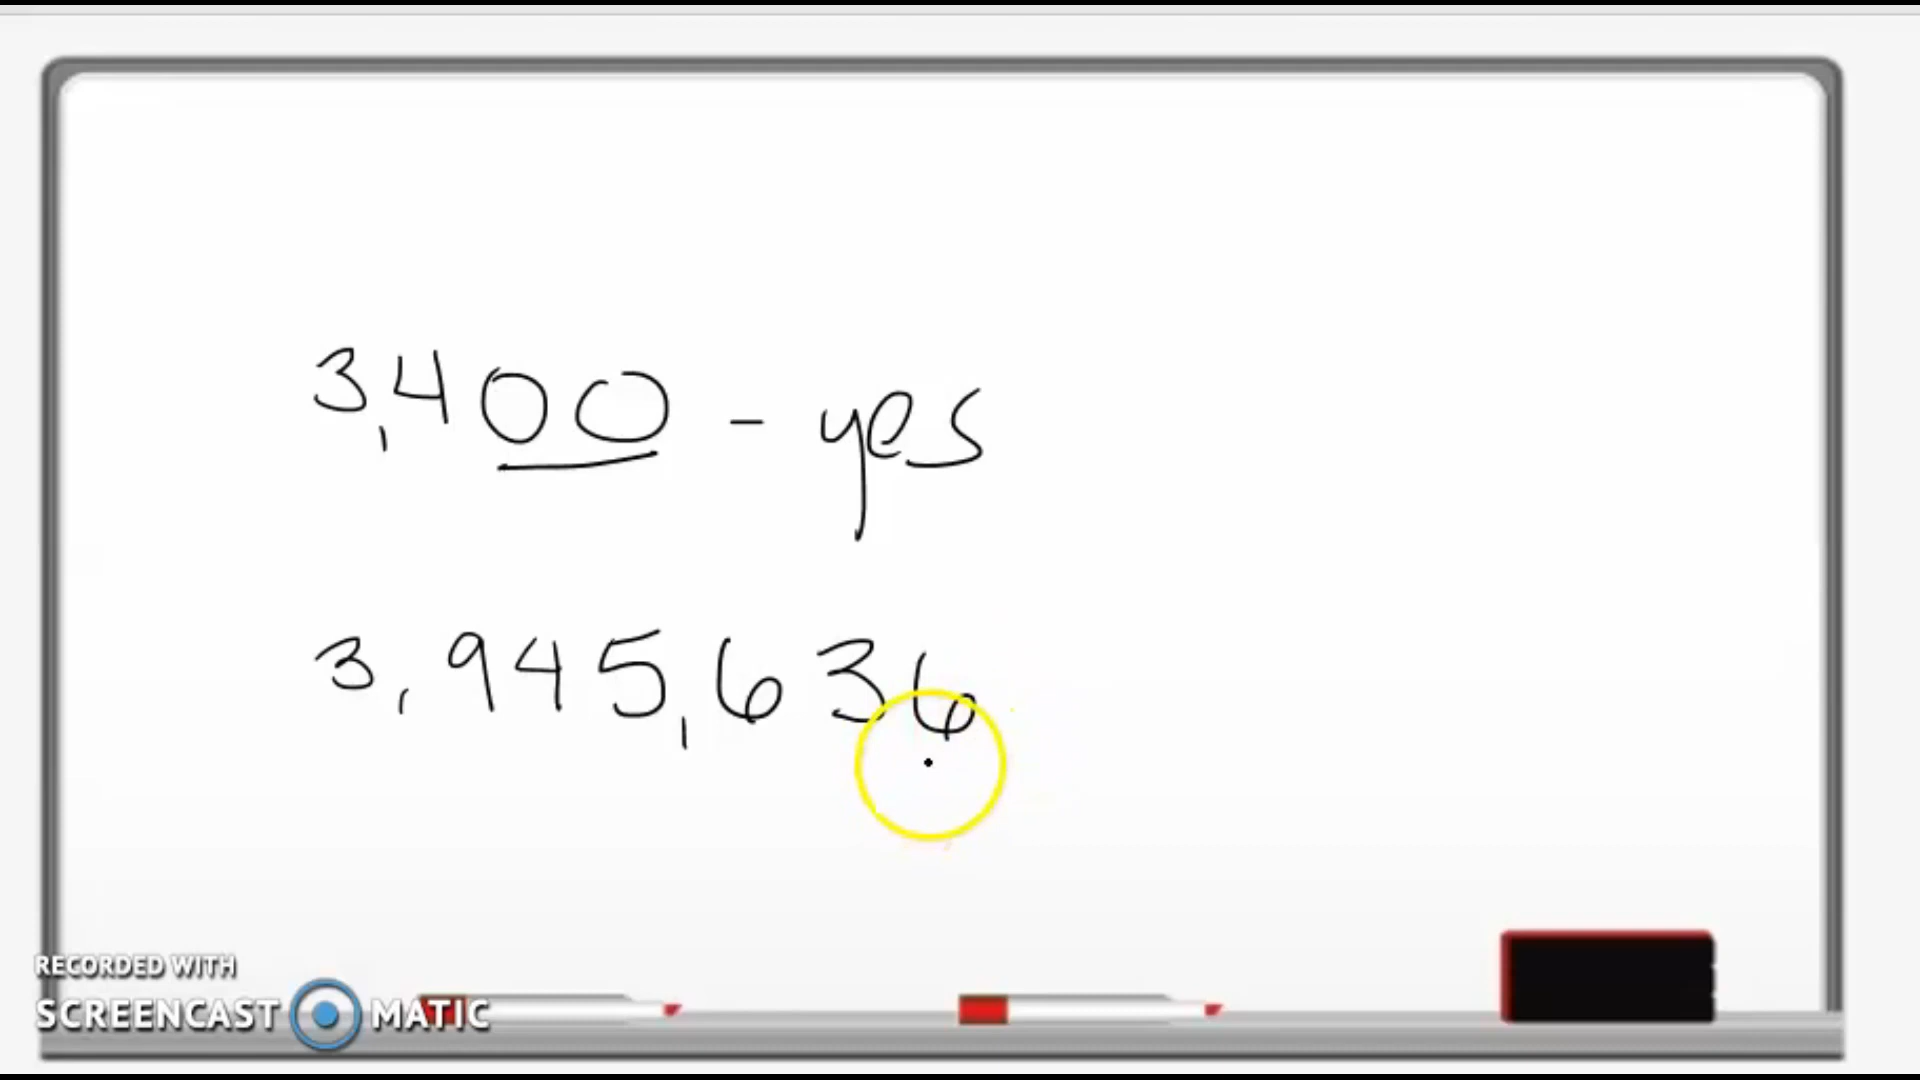 3,400 - yes
3,945,636
RECORDED WITH
SCREENCAST MATIC